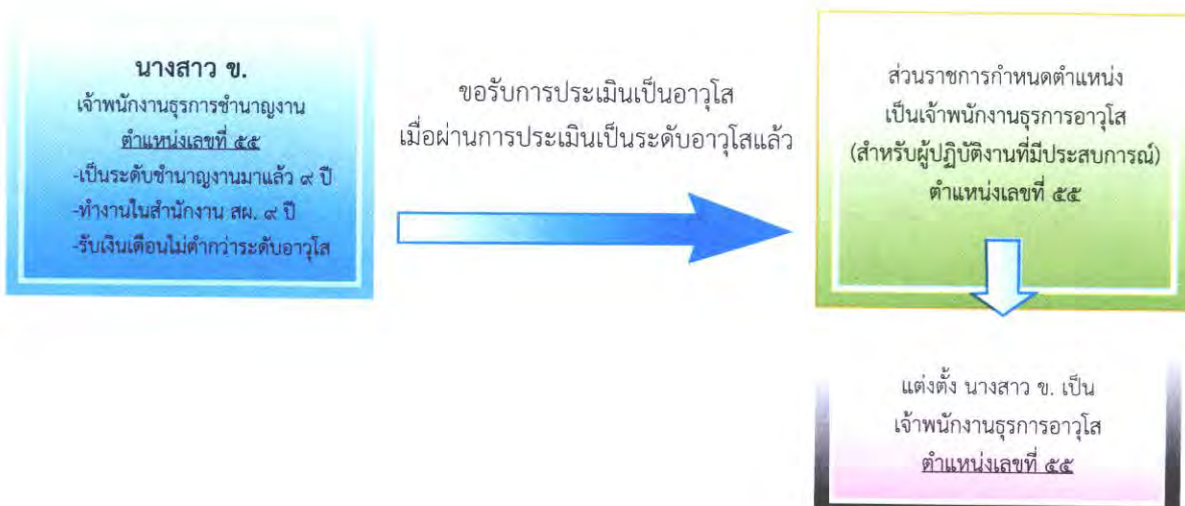 นางสาว ข.
เจ้าพนักงานธุรการชำนาญงาน
ตำแหน่งเลขที่ ๕๕
-เป็นระดับชำนาญงานมาแล้ว ๙ ปี
-ทำงานในสำนักงาน สผ. ๙ ปี
-รับเงินเดือนไม่ต่ำกว่าระดับอาวุโส
ขอรับการประเมินเป็นอาวุโส
เมื่อผ่านการประเมินเป็นระดับอาวุโสแล้ว
ส่วนราชการกำหนดตำแหน่ง
เป็นเจ้าพนักงานธุรการอาวุโส
(สำหรับผู้ปฏิบัติงานที่มีประสบการณ์)
ตำแหน่งเลขที่ ๕๕
แต่งตั้ง นางสาว ข. เป็น
เจ้าพนักงานธุรการอาวุโส
ตำแหน่งเลขที่ ๕๕